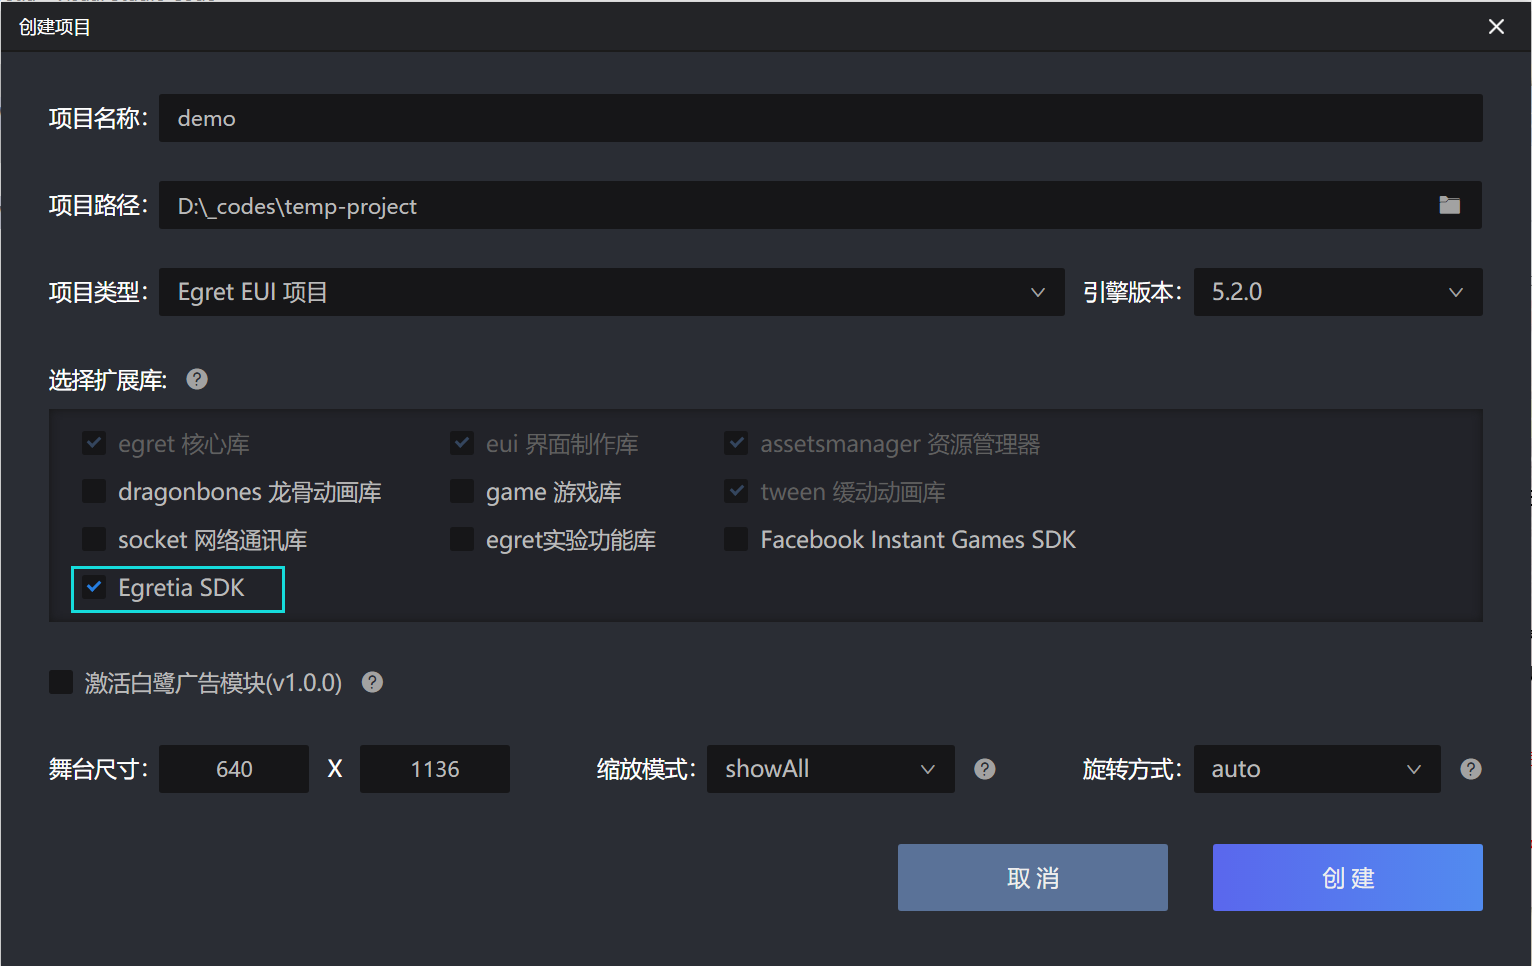 创建项目
项目名称: demo
项目路径: D:\_codes\temp-project
项目类型: Egret EUI 项目 引擎版本: 5.2.0
选择扩展库: ?
egret 核心库 eui 界面制作库 assetsmanager 资源管理器
dragonbones 龙骨动画库 game 游戏库 tween 缓动动画库
socket 网络通讯库 egret实验功能库 Facebook Instant Games SDK
Egretia SDK
激活白鹭广告模块(v1.0.0) ?
舞台尺寸: 640 X 1136 缩放模式: showAll ? 旋转方式: auto ?
取消 创建